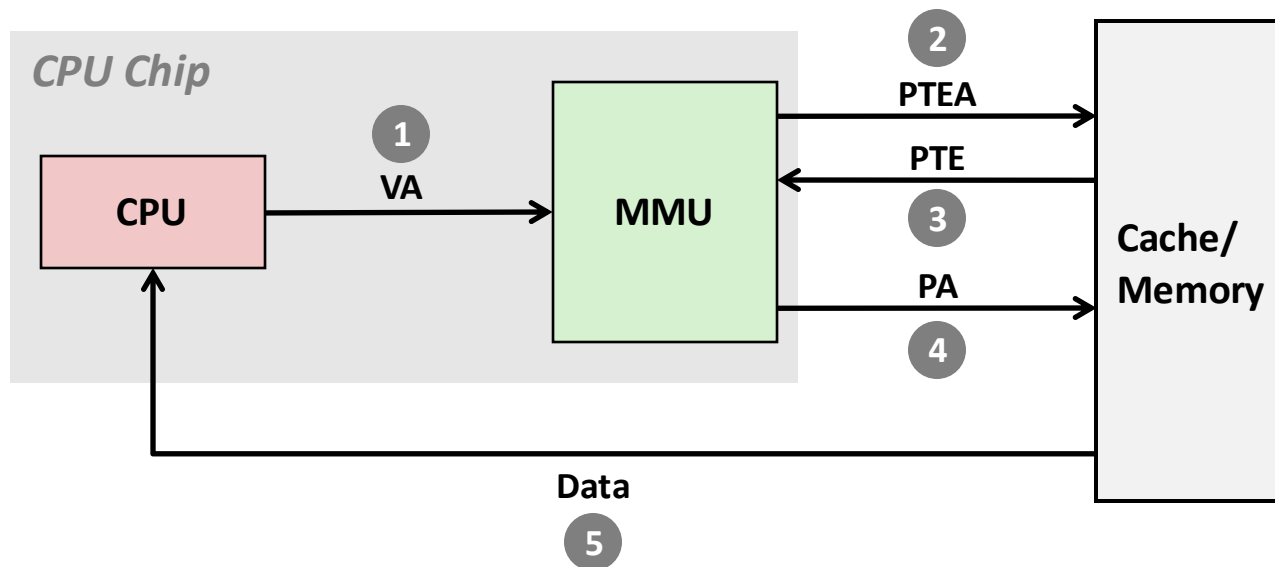 CPU Chip
2
PTEA
1
VA
PTE
CPU
MMU
3
Cache/
Memory
PA
4
Data
5